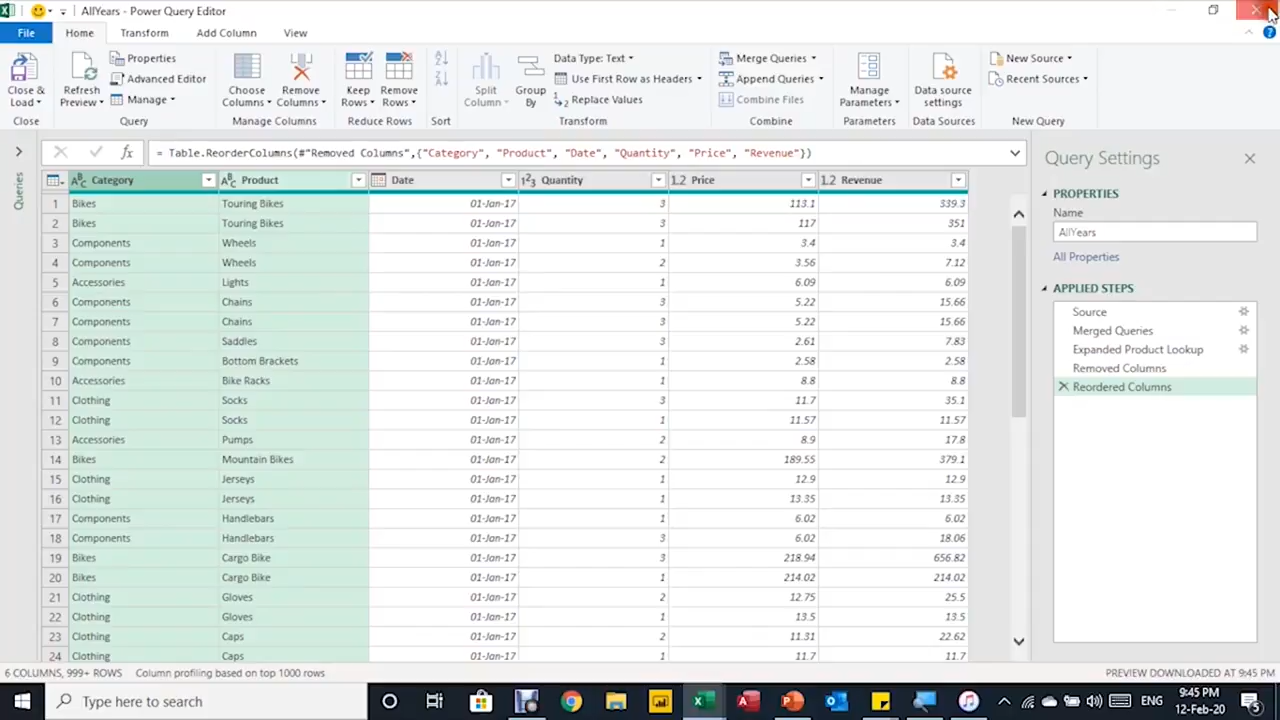 AllYears - Power Query Editor
File Home Transform Add Column View
Close & Load
Close
Refresh Preview
Properties
Advanced Editor
Manage
Query
Choose Columns
Remove Columns
Manage Columns
Keep Rows
Remove Rows
Reduce Rows
Sort
Split Column
Group By
Data Type: Text
Use First Row as Headers
Replace Values
Transform
Merge Queries
Append Queries
Combine Files
Combine
Manage Parameters
Parameters
Data source settings
Data Sources
New Source
Recent Sources
New Query
Queries
fx = Table.ReorderColumns(#"Removed Columns",{"Category", "Product", "Date", "Quantity", "Price", "Revenue"})
Category Product Date Quantity Price Revenue
1 Bikes Touring Bikes 01-Jan-17 3 113.1 339.3
2 Bikes Touring Bikes 01-Jan-17 3 117 351
3 Components Wheels 01-Jan-17 1 3.4 3.4
4 Components Wheels 01-Jan-17 2 3.56 7.12
5 Accessories Lights 01-Jan-17 1 6.09 6.09
6 Components Chains 01-Jan-17 3 5.22 15.66
7 Components Chains 01-Jan-17 3 5.22 15.66
8 Components Saddles 01-Jan-17 3 2.61 7.83
9 Components Bottom Brackets 01-Jan-17 1 2.58 2.58
10 Accessories Bike Racks 01-Jan-17 1 8.8 8.8
11 Clothing Socks 01-Jan-17 3 11.7 35.1
12 Clothing Socks 01-Jan-17 1 11.57 11.57
13 Accessories Pumps 01-Jan-17 2 8.9 17.8
14 Bikes Mountain Bikes 01-Jan-17 2 189.55 379.1
15 Clothing Jerseys 01-Jan-17 1 12.9 12.9
16 Clothing Jerseys 01-Jan-17 1 13.35 13.35
17 Components Handlebars 01-Jan-17 1 6.02 6.02
18 Components Handlebars 01-Jan-17 3 6.02 18.06
19 Bikes Cargo Bike 01-Jan-17 3 218.94 656.82
20 Bikes Cargo Bike 01-Jan-17 1 214.02 214.02
21 Clothing Gloves 01-Jan-17 2 12.75 25.5
22 Clothing Gloves 01-Jan-17 1 13.5 13.5
23 Clothing Caps 01-Jan-17 2 11.31 22.62
24 Clothing Caps 01-Jan-17 1 11.7 11.7
Query Settings
PROPERTIES
Name
AllYears
All Properties
APPLIED STEPS
Source
Merged Queries
Expanded Product Lookup
Removed Columns
Reordered Columns
6 COLUMNS, 999+ ROWS Column profiling based on top 1000 rows PREVIEW DOWNLOADED AT 9:45 PM
Type here to search
ENG
9:45 PM
12-Feb-20
5